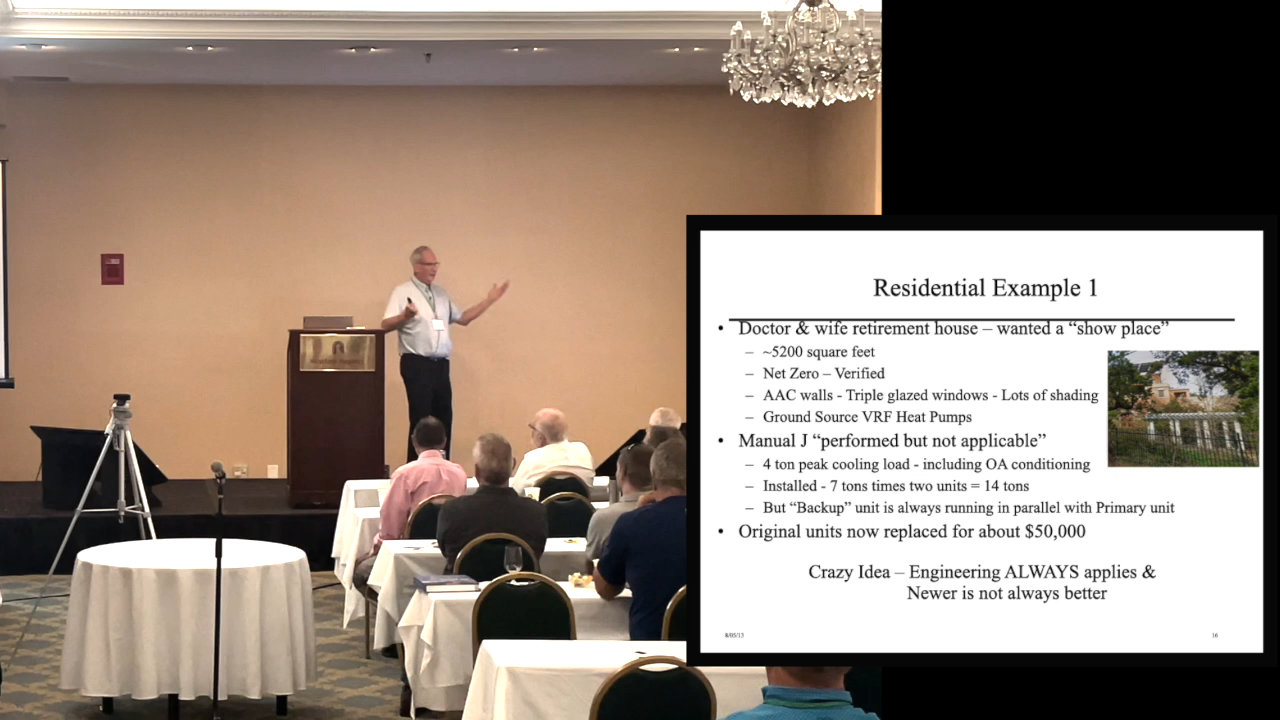 Residential Example 1
• Doctor & wife retirement house – wanted a “show place”
– ~5200 square feet
– Net Zero – Verified
– AAC walls - Triple glazed windows - Lots of shading
– Ground Source VRF Heat Pumps
• Manual J “performed but not applicable”
– 4 ton peak cooling load - including OA conditioning
– Installed - 7 tons times two units = 14 tons
– But “Backup” unit is always running in parallel with Primary unit
• Original units now replaced for about $50,000
Crazy Idea – Engineering ALWAYS applies &
Newer is not always better
8/05/13
16